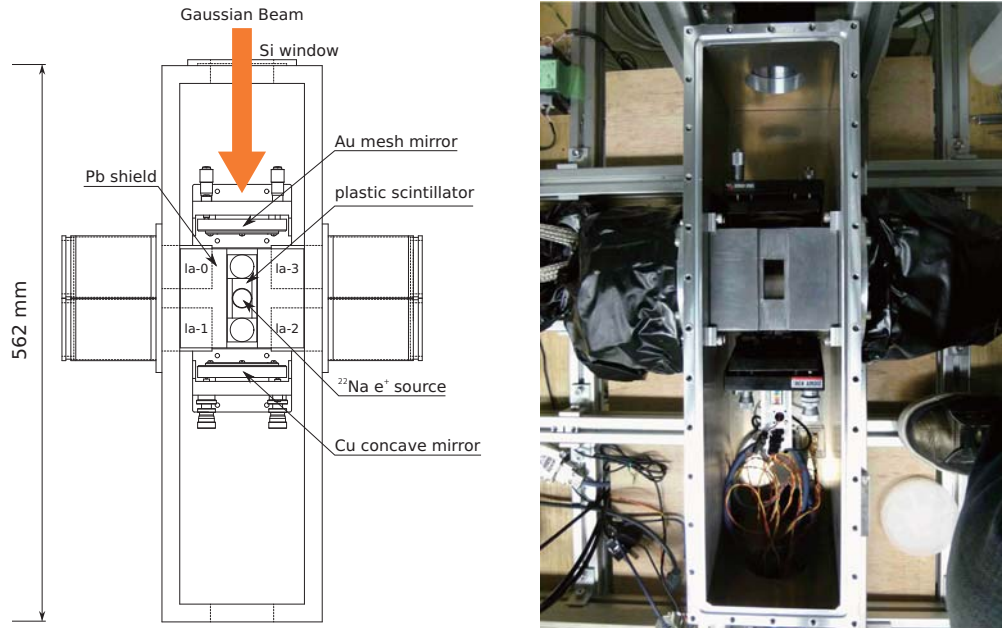 Gaussian Beam
Si window
Au mesh mirror
Pb shield
plastic scintillator
la-0
la-3
la-1
la-2
562 mm
²²Na e⁺ source
Cu concave mirror